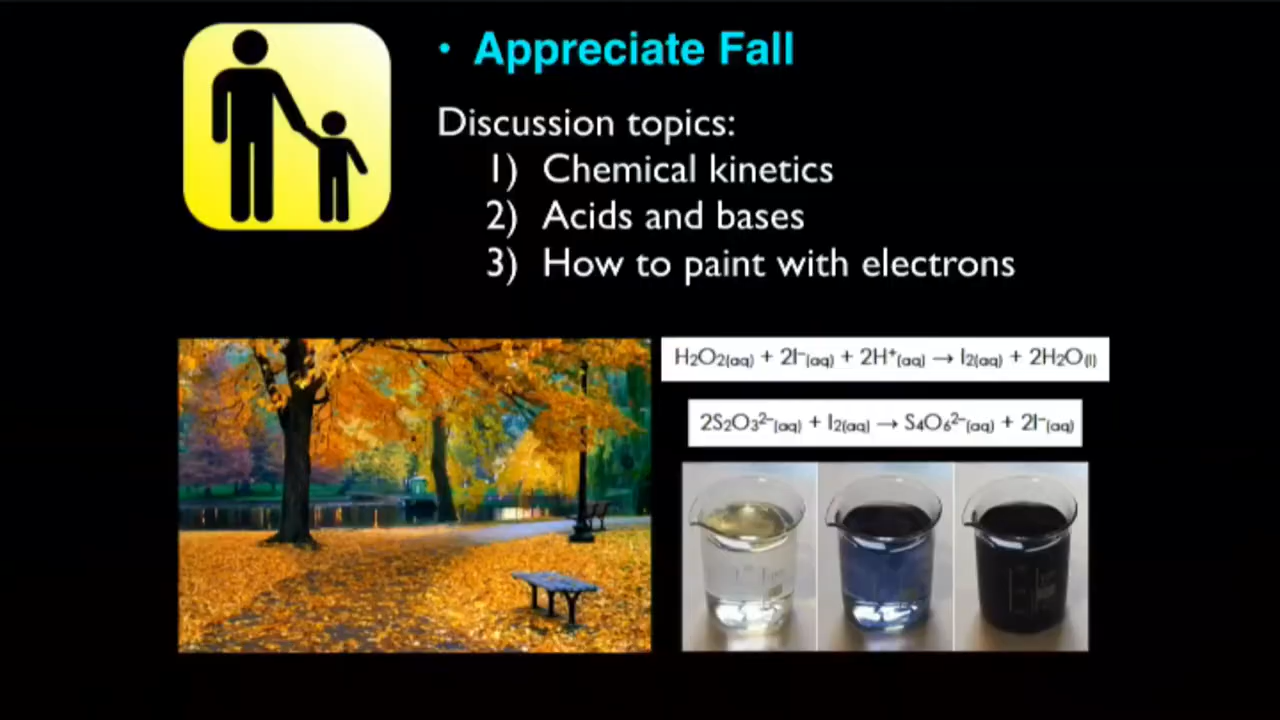 • Appreciate Fall
Discussion topics:
1) Chemical kinetics
2) Acids and bases
3) How to paint with electrons
H₂O₂(aq) + 2I⁻(aq) + 2H⁺(aq) → I₂(aq) + 2H₂O(l)
2S₂O₃²⁻(aq) + I₂(aq) → S₄O₆²⁻(aq) + 2I⁻(aq)